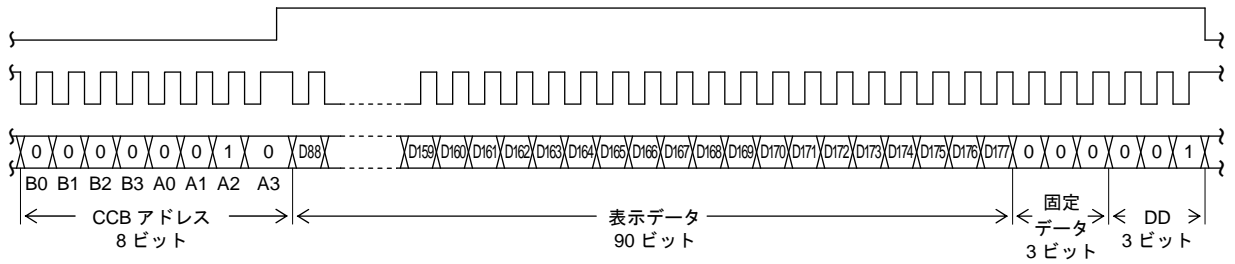 0 0 0 0 0 0 1 0 D88 D159 D160 D161 D162 D163 D164 D165 D166 D167 D168 D169 D170 D171 D172 D173 D174 D175 D176 D177 0 0 0 0 0 1
B0 B1 B2 B3 A0 A1 A2 A3
CCB アドレス
8 ビット
表示データ
90 ビット
固定
データ
3 ビット
DD
3 ビット